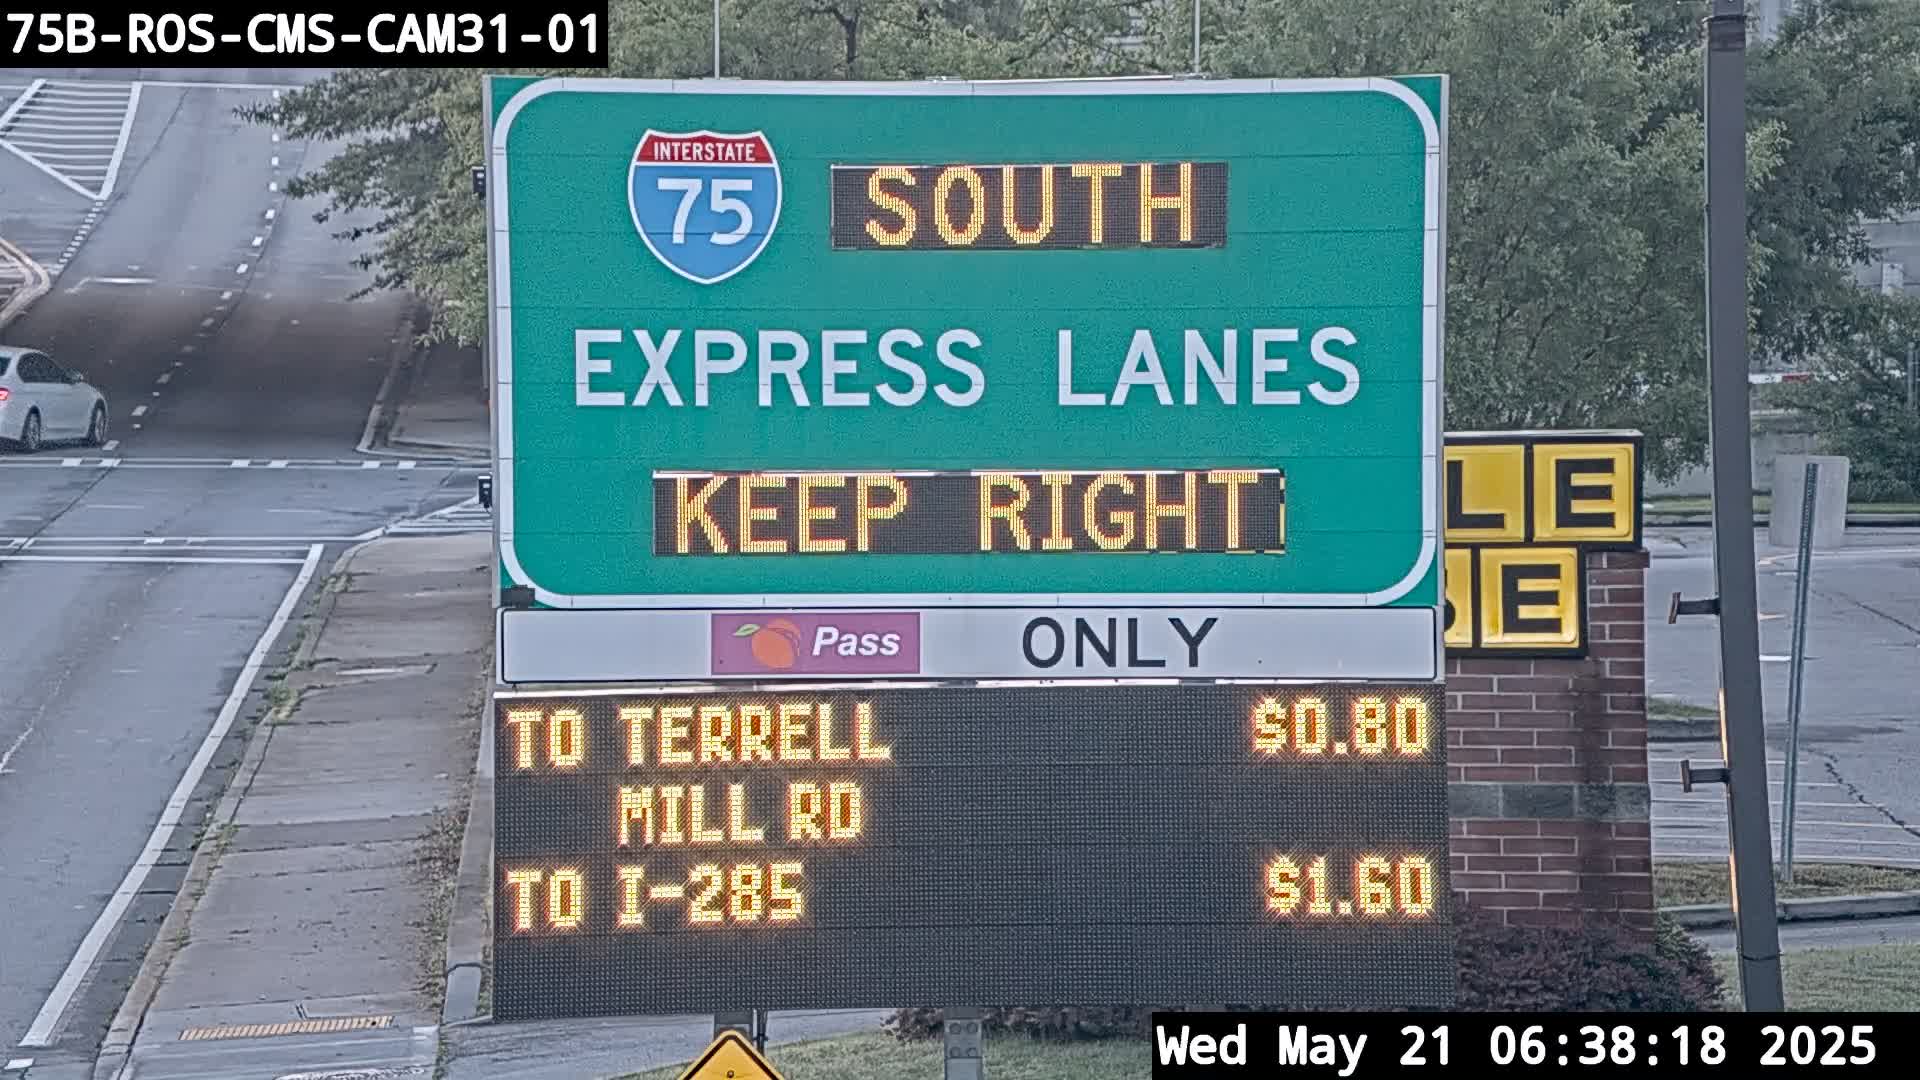 75B-ROS-CMS-CAM31-01
INTERSTATE
75
SOUTH
EXPRESS LANES
KEEP RIGHT
Pass ONLY
TO TERRELL $0.80
MILL RD
TO I-285 $1.60
LE
E
Wed May 21 06:38:18 2025